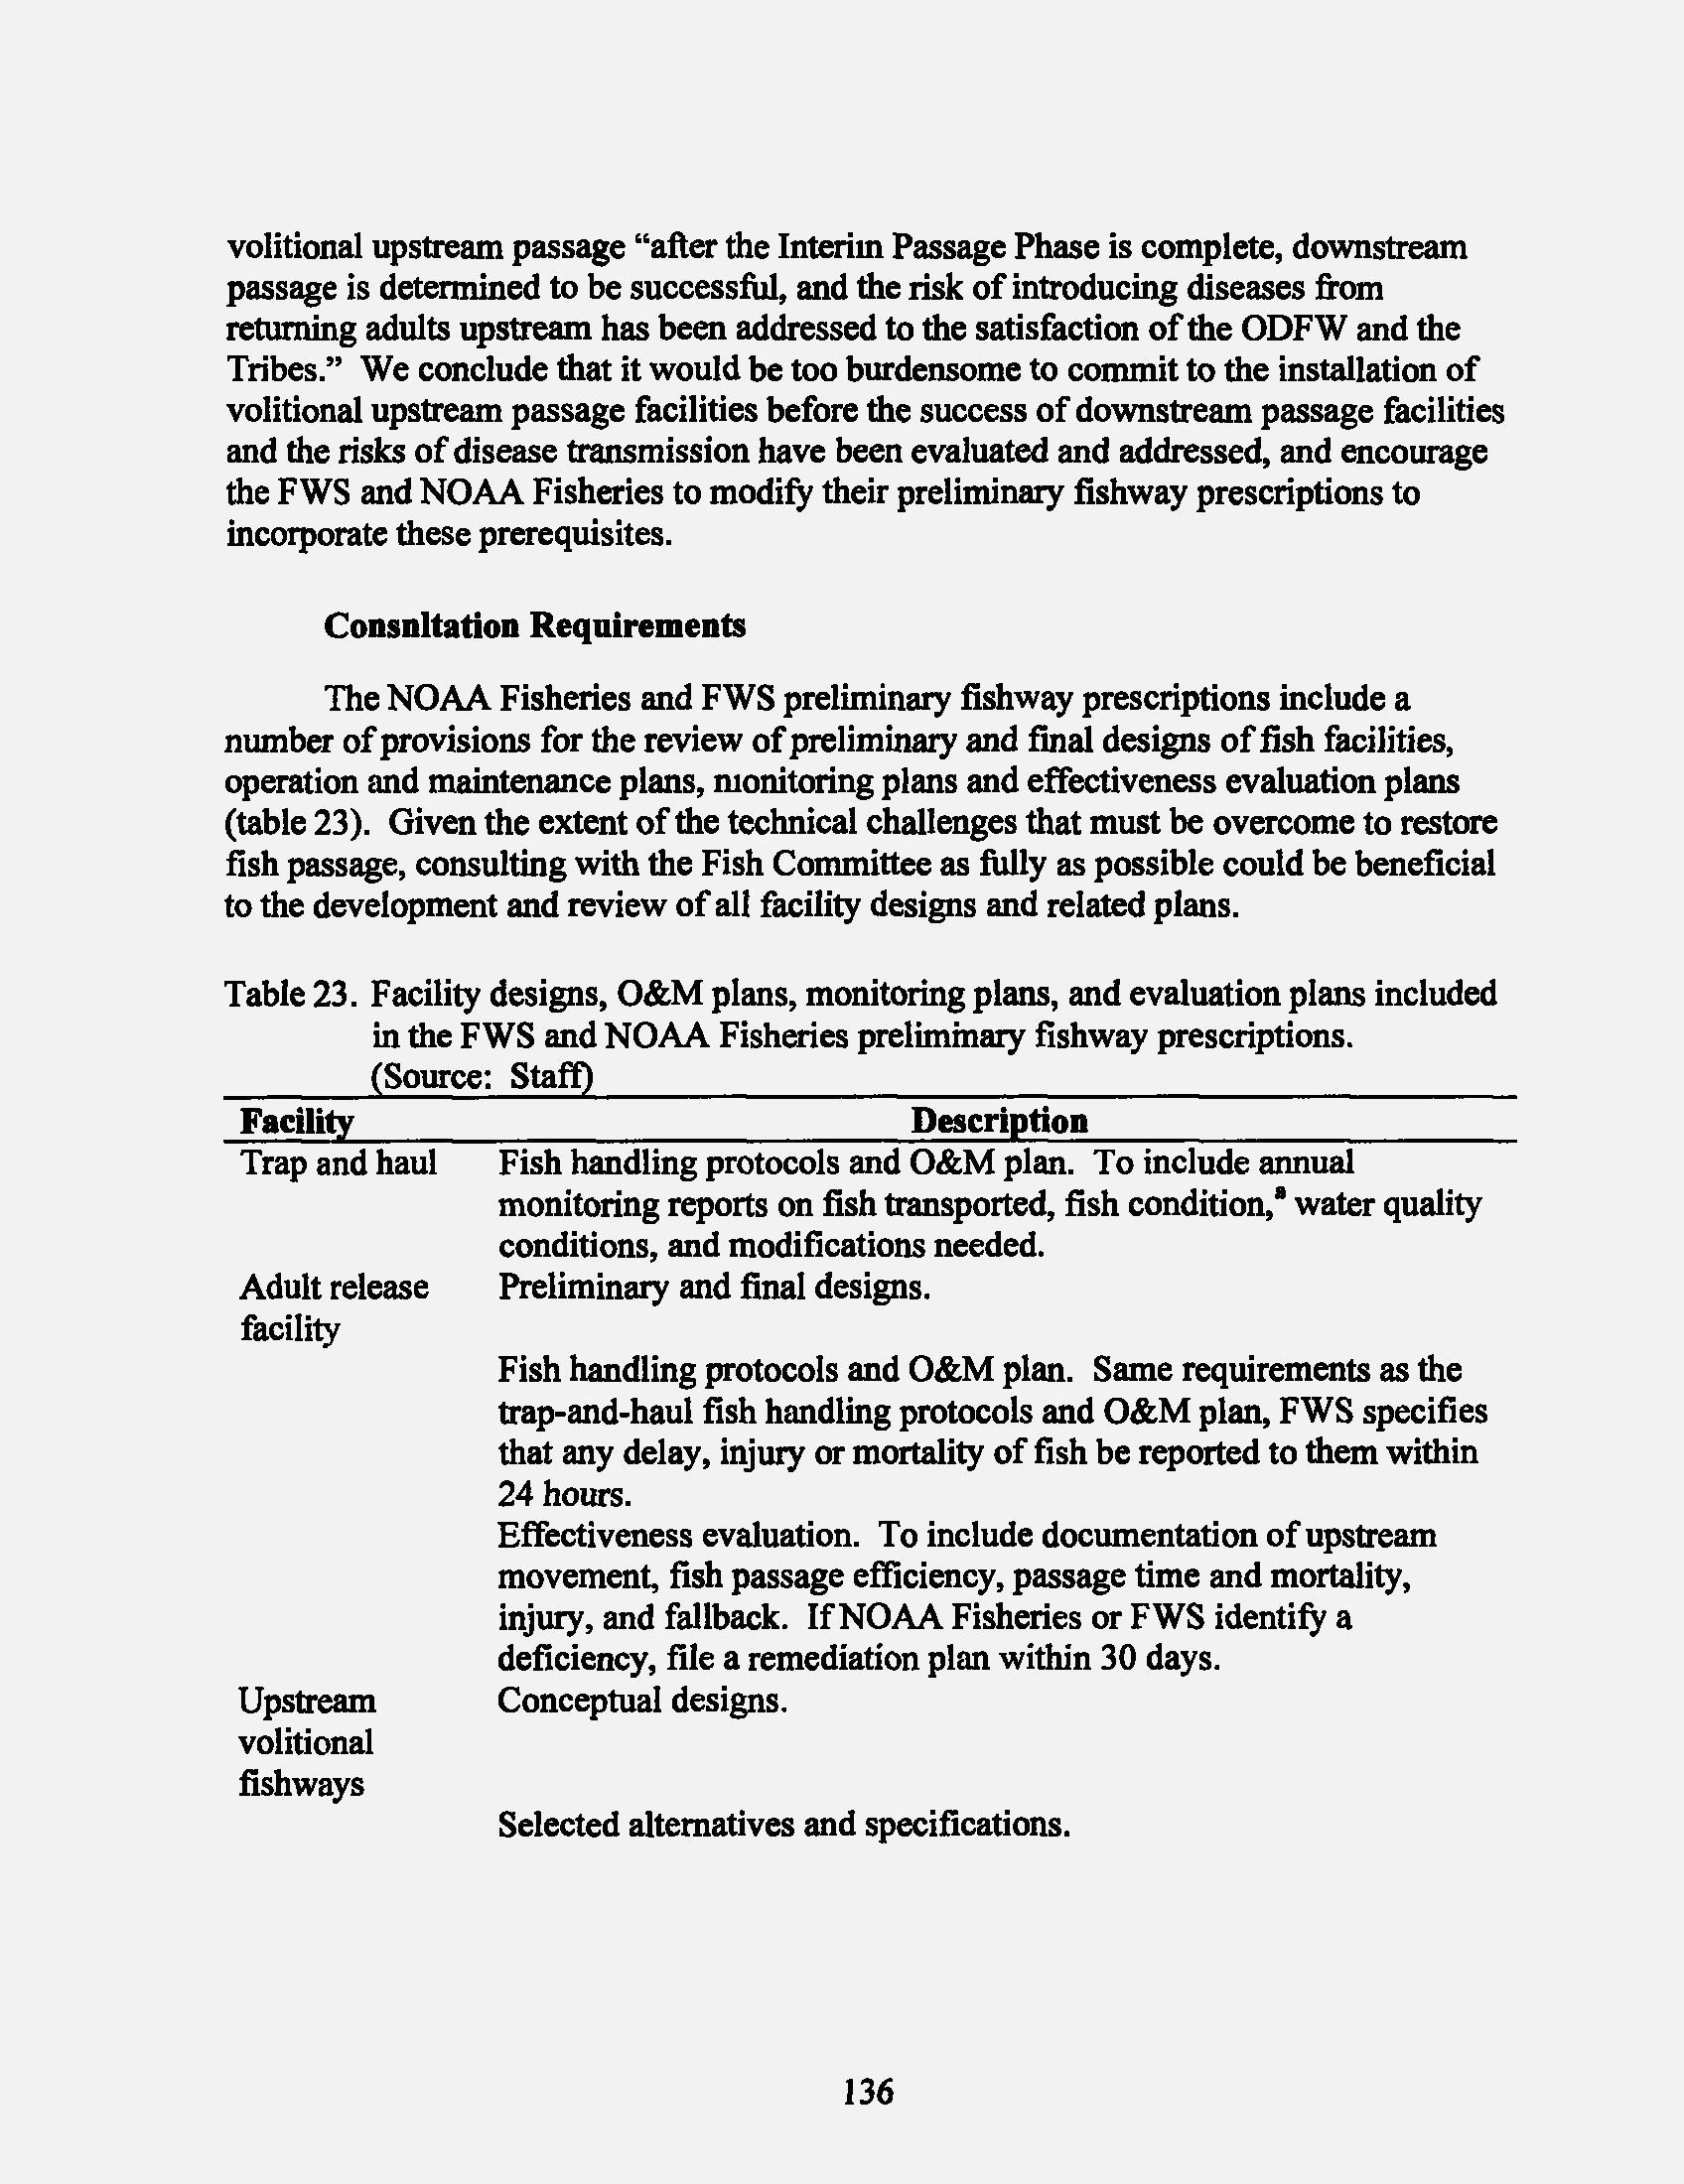 volitional upstream passage “after the Interim Passage Phase is complete, downstream
passage is determined to be successful, and the risk of introducing diseases from
returning adults upstream has been addressed to the satisfaction of the ODFW and the
Tribes.” We conclude that it would be too burdensome to commit to the installation of
volitional upstream passage facilities before the success of downstream passage facilities
and the risks of disease transmission have been evaluated and addressed, and encourage
the FWS and NOAA Fisheries to modify their preliminary fishway prescriptions to
incorporate these prerequisites.
Consnltation Requirements
The NOAA Fisheries and FWS preliminary fishway prescriptions include a
number of provisions for the review of preliminary and final designs of fish facilities,
operation and maintenance plans, monitoring plans and effectiveness evaluation plans
(table 23). Given the extent of the technical challenges that must be overcome to restore
fish passage, consulting with the Fish Committee as fully as possible could be beneficial
to the development and review of all facility designs and related plans.
Table 23. Facility designs, O&M plans, monitoring plans, and evaluation plans included
in the FWS and NOAA Fisheries preliminary fishway prescriptions.
(Source: Staff)
Facility Description
Trap and haul Fish handling protocols and O&M plan. To include annual
monitoring reports on fish transported, fish condition,ª water quality
conditions, and modifications needed.
Adult release Preliminary and final designs.
facility
Fish handling protocols and O&M plan. Same requirements as the
trap-and-haul fish handling protocols and O&M plan, FWS specifies
that any delay, injury or mortality of fish be reported to them within
24 hours.
Effectiveness evaluation. To include documentation of upstream
movement, fish passage efficiency, passage time and mortality,
injury, and fallback. If NOAA Fisheries or FWS identify a
deficiency, file a remediation plan within 30 days.
Upstream Conceptual designs.
volitional
fishways
Selected alternatives and specifications.
136